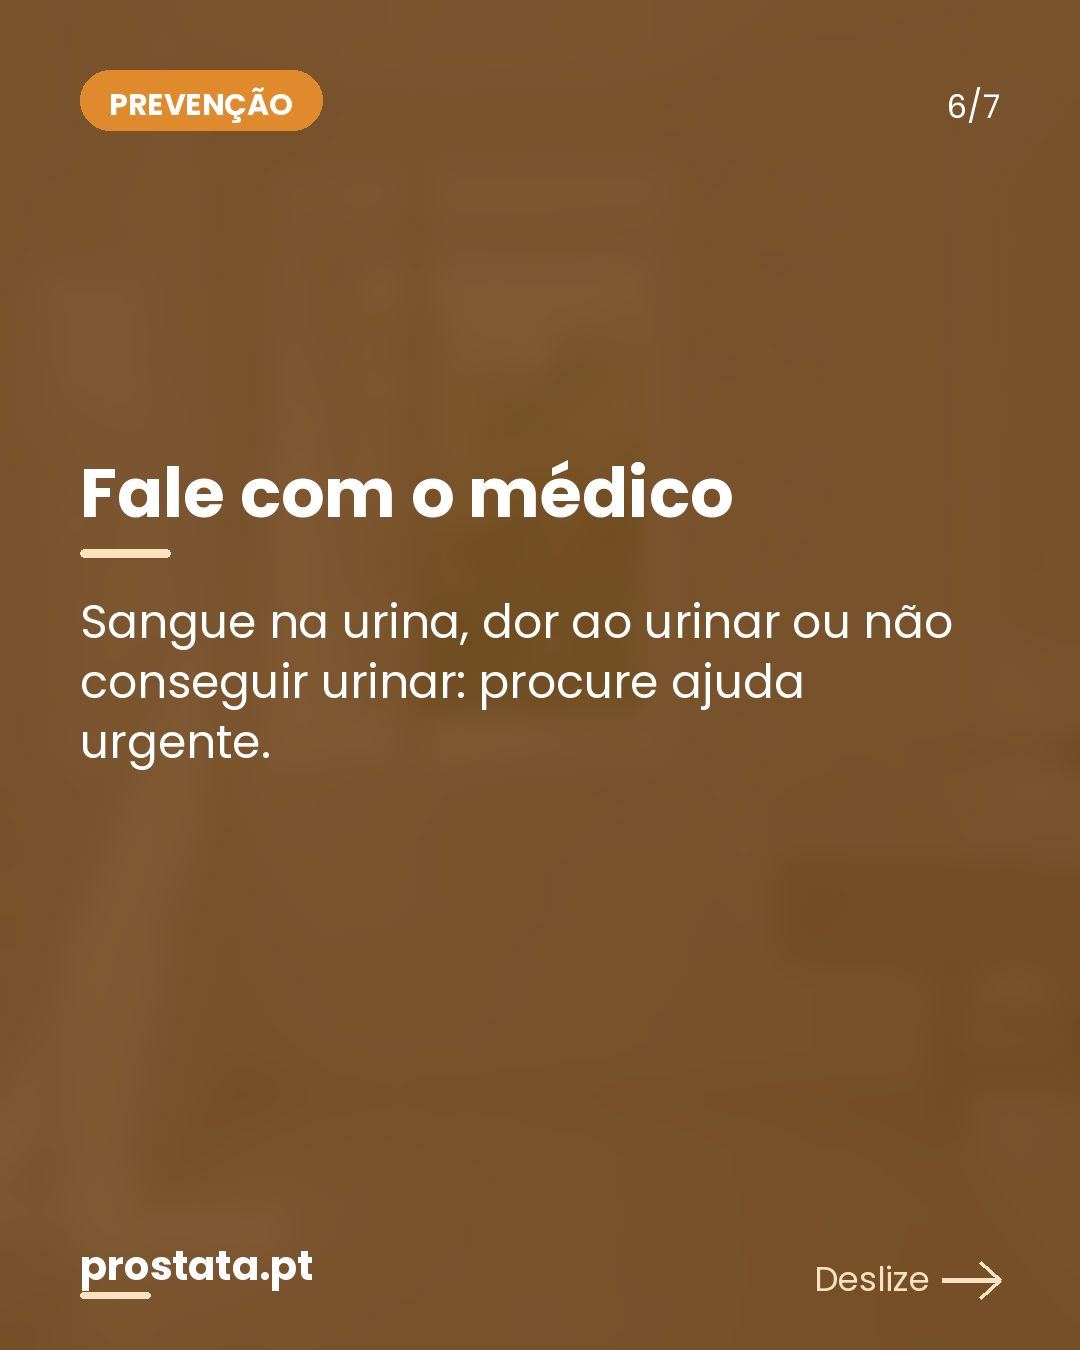 PREVENÇÃO
6/7
Fale com o médico
Sangue na urina, dor ao urinar ou não
conseguir urinar: procure ajuda
urgente.
prostata.pt
Deslize